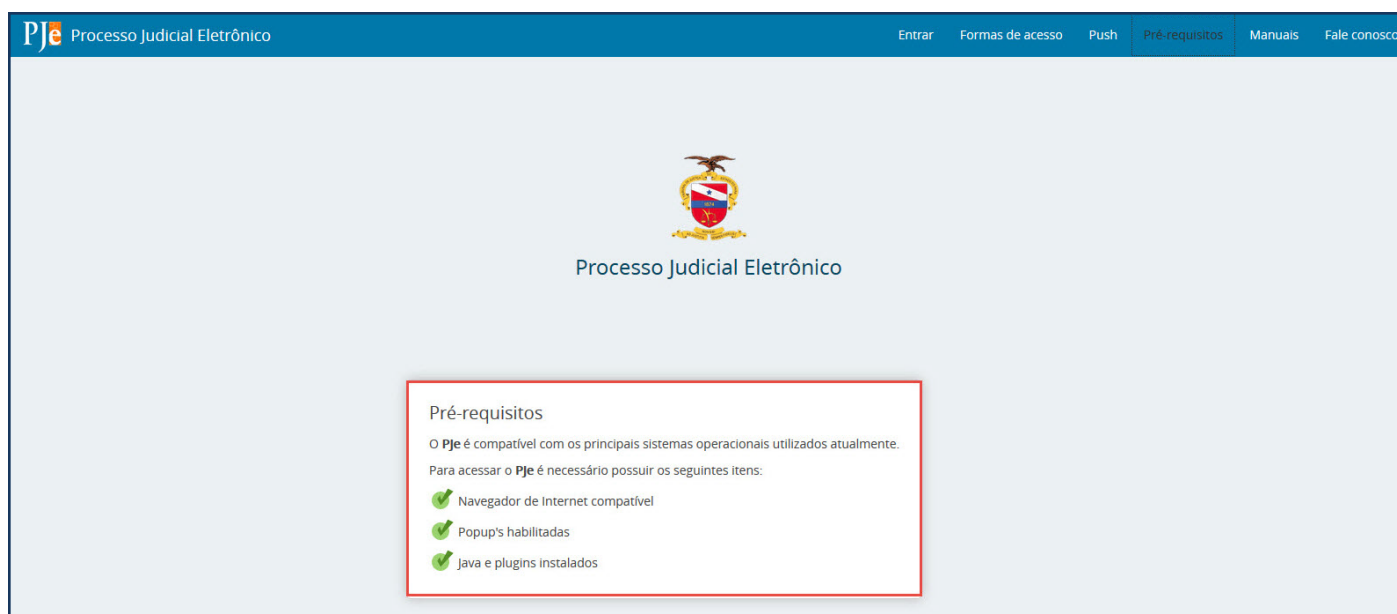 PJe Processo Judicial Eletrônico
Entrar Formas de acesso Push Pré-requisitos Manuais Fale conosco
1874
Processo Judicial Eletrônico
Pré-requisitos
O PJe é compatível com os principais sistemas operacionais utilizados atualmente.
Para acessar o PJe é necessário possuir os seguintes itens:
Navegador de Internet compatível
Popup's habilitadas
Java e plugins instalados